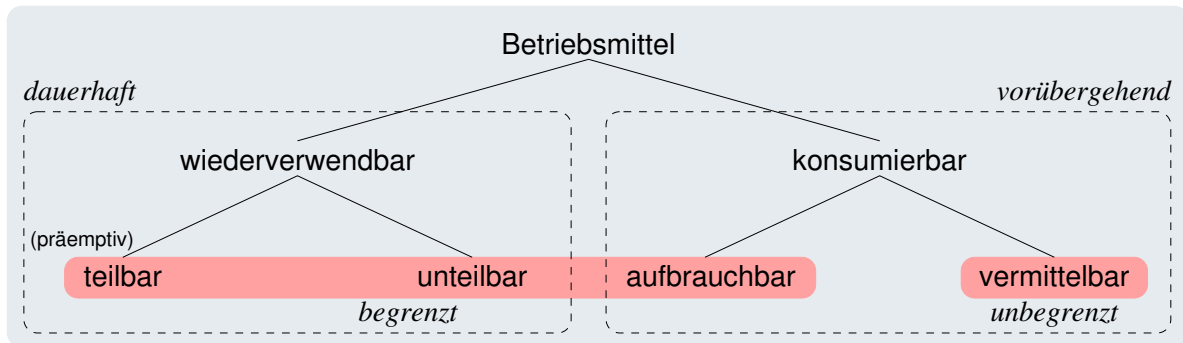 Betriebsmittel
dauerhaft vorübergehend
wiederverwendbar konsumierbar
(präemptiv)
teilbar unteilbar aufbrauchbar vermittelbar
begrenzt unbegrenzt